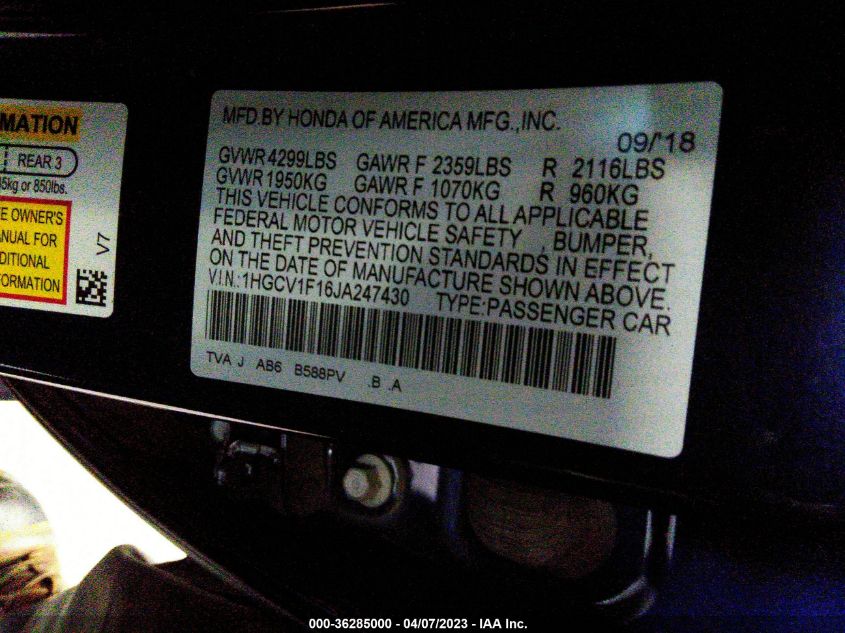 MATION
REAR 3
5kg or 850lbs.
E OWNER'S
ANUAL FOR
DITIONAL
FORMATION
V7
MFD.BY HONDA OF AMERICA MFG.,INC.
09/'18
GVWR 4299LBS GAWR F 2359LBS R 2116LBS
GVWR 1950KG GAWR F 1070KG R 960KG
THIS VEHICLE CONFORMS TO ALL APPLICABLE
FEDERAL MOTOR VEHICLE SAFETY , BUMPER,
AND THEFT PREVENTION STANDARDS IN EFFECT
ON THE DATE OF MANUFACTURE SHOWN ABOVE.
V.I.N.:1HGCV1F16JA247430 TYPE:PASSENGER CAR
TVA J AB6 B588PV .B .A
000-36285000 - 04/07/2023 - IAA Inc.